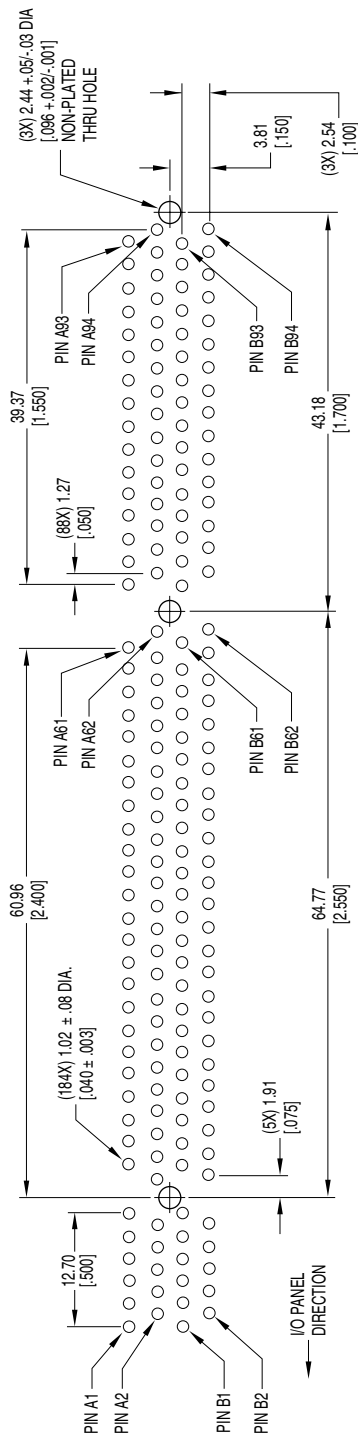 (3X) 2.44 +.05/-.03 DIA
[.096 +.002/-.001]
NON-PLATED
THRU HOLE
3.81
[.150]
(3X) 2.54
[.100]
39.37
[1.550]
PIN A93
PIN A94
(88X) 1.27
[.050]
PIN B93
PIN B94
43.18
[1.700]
60.96
[2.400]
PIN A61
PIN A62
PIN B61
PIN B62
(184X) 1.02 ± .08 DIA.
[.040 ± .003]
64.77
[2.550]
(5X) 1.91
[.075]
12.70
[.500]
PIN A1
PIN A2
PIN B1
PIN B2
I/O PANEL
DIRECTION